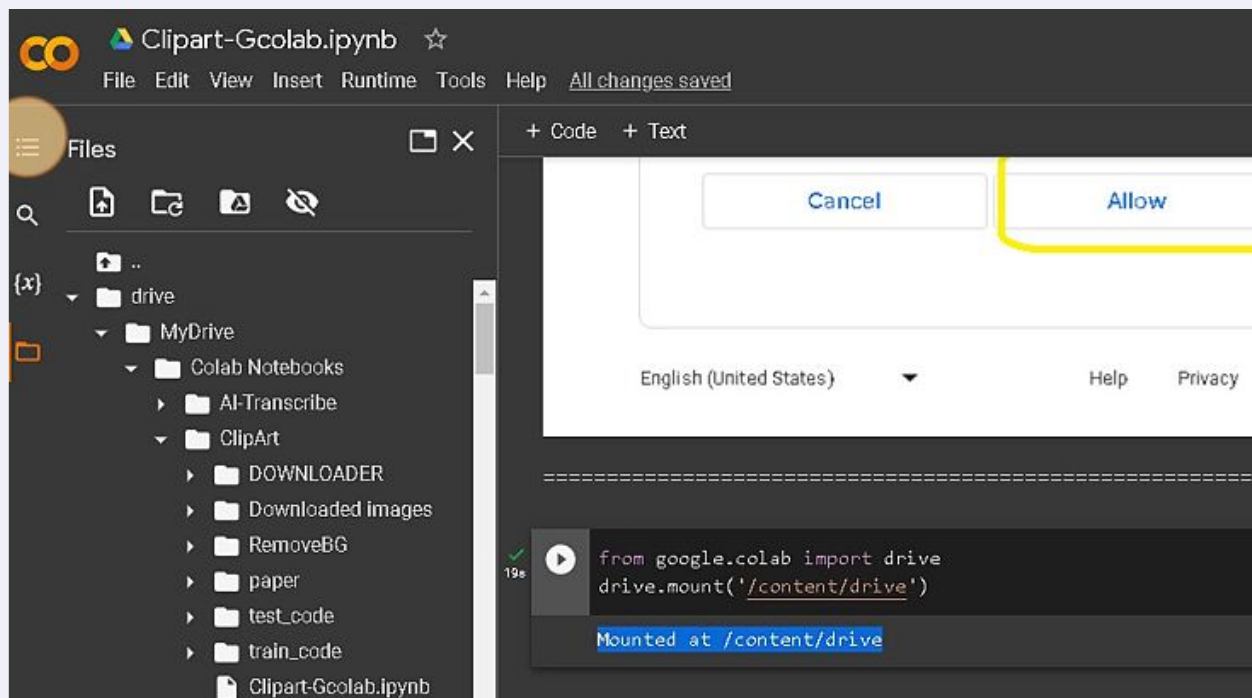 Clipart-Gcolab.ipynb
File Edit View Insert Runtime Tools Help All changes saved
Files
+ Code + Text
Cancel Allow
{x}
..
drive
MyDrive
Colab Notebooks
AI-Transcribe
ClipArt
DOWNLOADER
Downloaded images
RemoveBG
paper
test_code
train_code
Clipart-Gcolab.ipynb
English (United States) Help Privacy
==========================================================
19s
from google.colab import drive
drive.mount('/content/drive')
Mounted at /content/drive